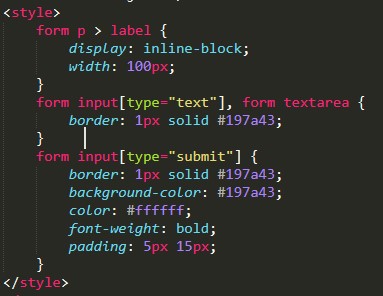 <style>
form p > label {
display: inline-block;
width: 100px;
}
form input[type="text"], form textarea {
border: 1px solid #197a43;
}
form input[type="submit"] {
border: 1px solid #197a43;
background-color: #197a43;
color: #ffffff;
font-weight: bold;
padding: 5px 15px;
}
</style>